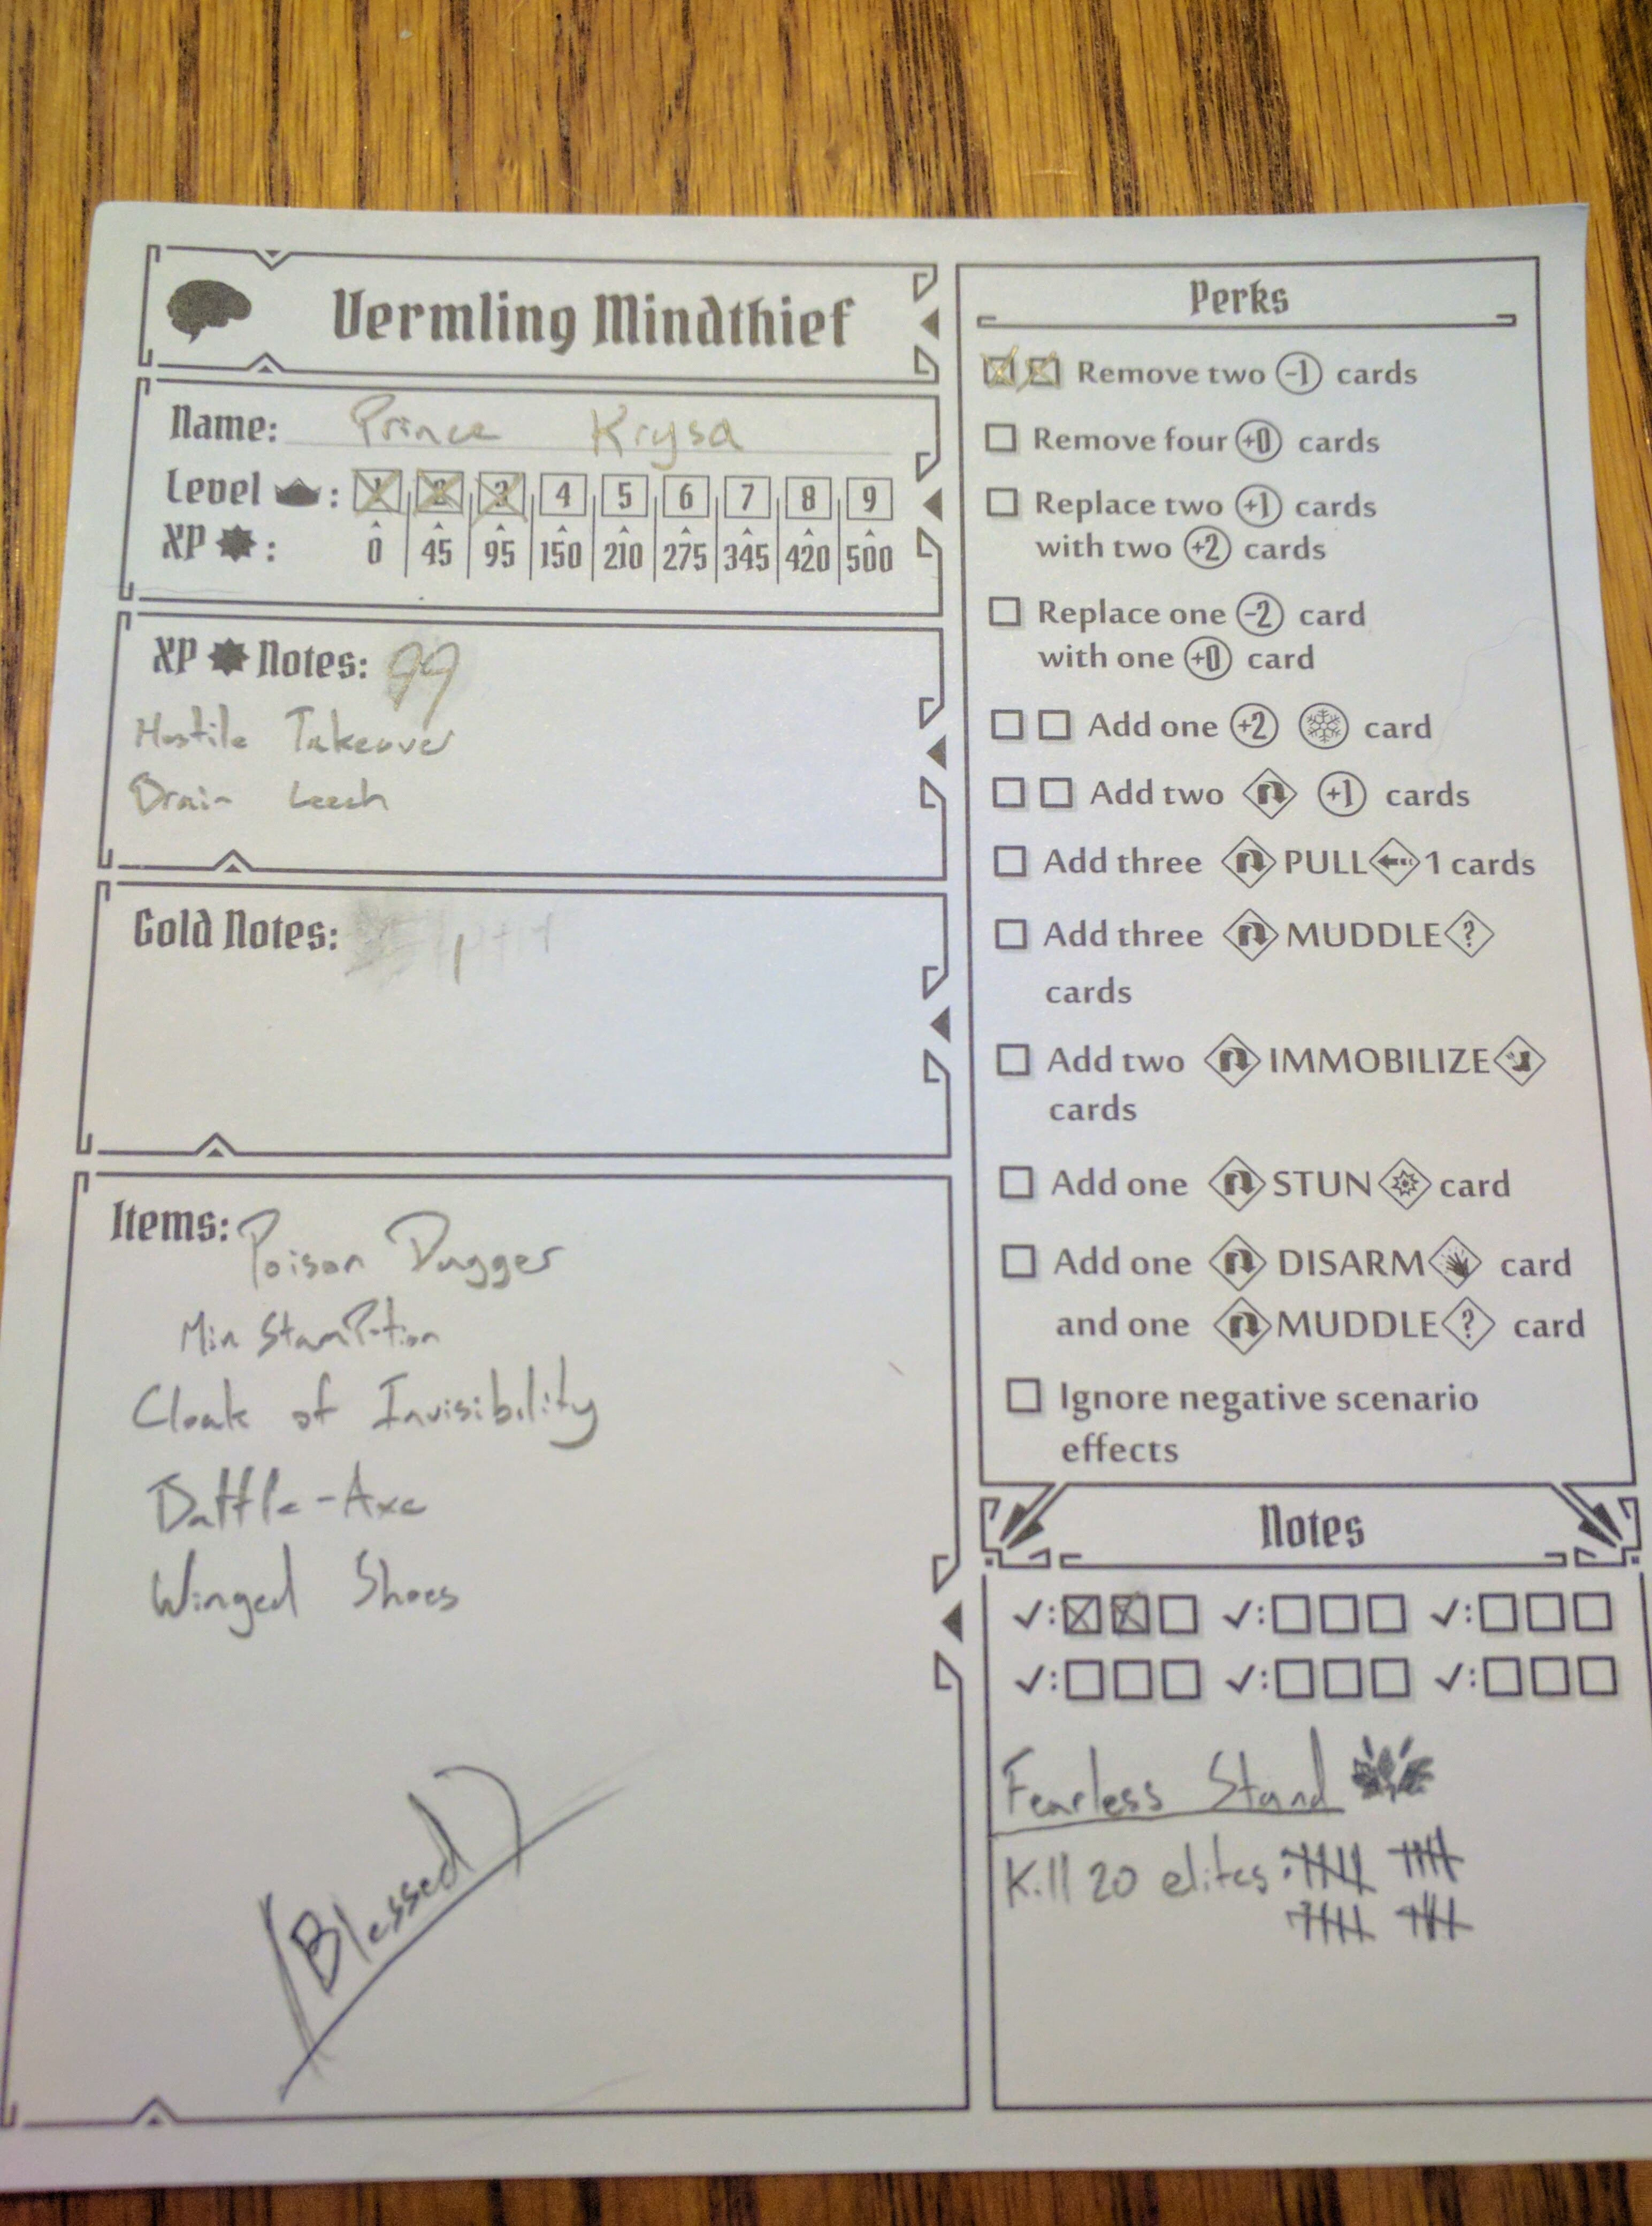 Vermling Mindthief
Name: Prince Krysa
Level : 1 2 3 4 5 6 7 8 9
XP : 0 45 95 150 210 275 345 420 500
XP Notes: 99
Hostile Takeover
Brain Leech
Gold Notes: 1
Items: Poison Dagger
Min Stam Potion
Cloak of Invisibility
Battle-Axe
Winged Shoes
Blessed
Perks
Remove two -1 cards
Remove four +0 cards
Replace two +1 cards
with two +2 cards
Replace one -2 card
with one +0 card
Add one +2 card
Add two +1 cards
Add three PULL 1 cards
Add three MUDDLE ?
cards
Add two IMMOBILIZE
cards
Add one STUN card
Add one DISARM card
and one MUDDLE ? card
Ignore negative scenario
effects
Notes
Fearless Stand
Kill 20 elites: